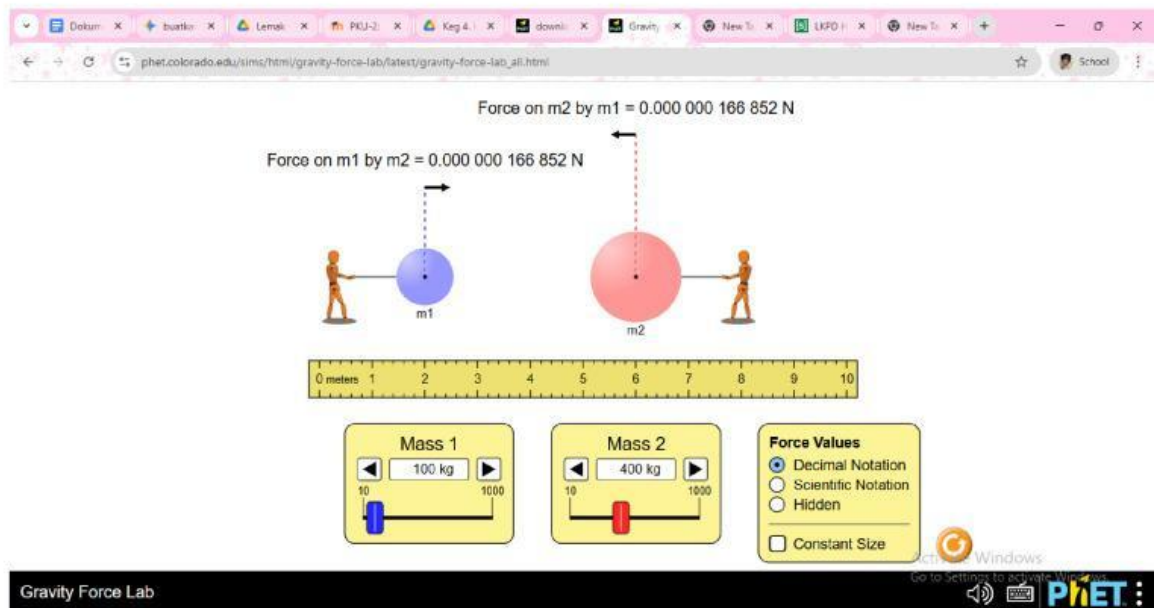 Dokum
buatka
Lemak
PKU-2
Keg 4.
downl
Gravity
New Ta
LKPD H
New Ta
phet.colorado.edu/sims/html/gravity-force-lab/latest/gravity-force-lab_all.html
School
Force on m2 by m1 = 0.000 000 166 852 N
Force on m1 by m2 = 0.000 000 166 852 N
m1
m2
0 meters 1 2 3 4 5 6 7 8 9 10
Mass 1
100 kg
10 1000
Mass 2
400 kg
10 1000
Force Values
Decimal Notation
Scientific Notation
Hidden
Constant Size
Activate Windows
Go to Settings to activate Windows.
Gravity Force Lab
PhET